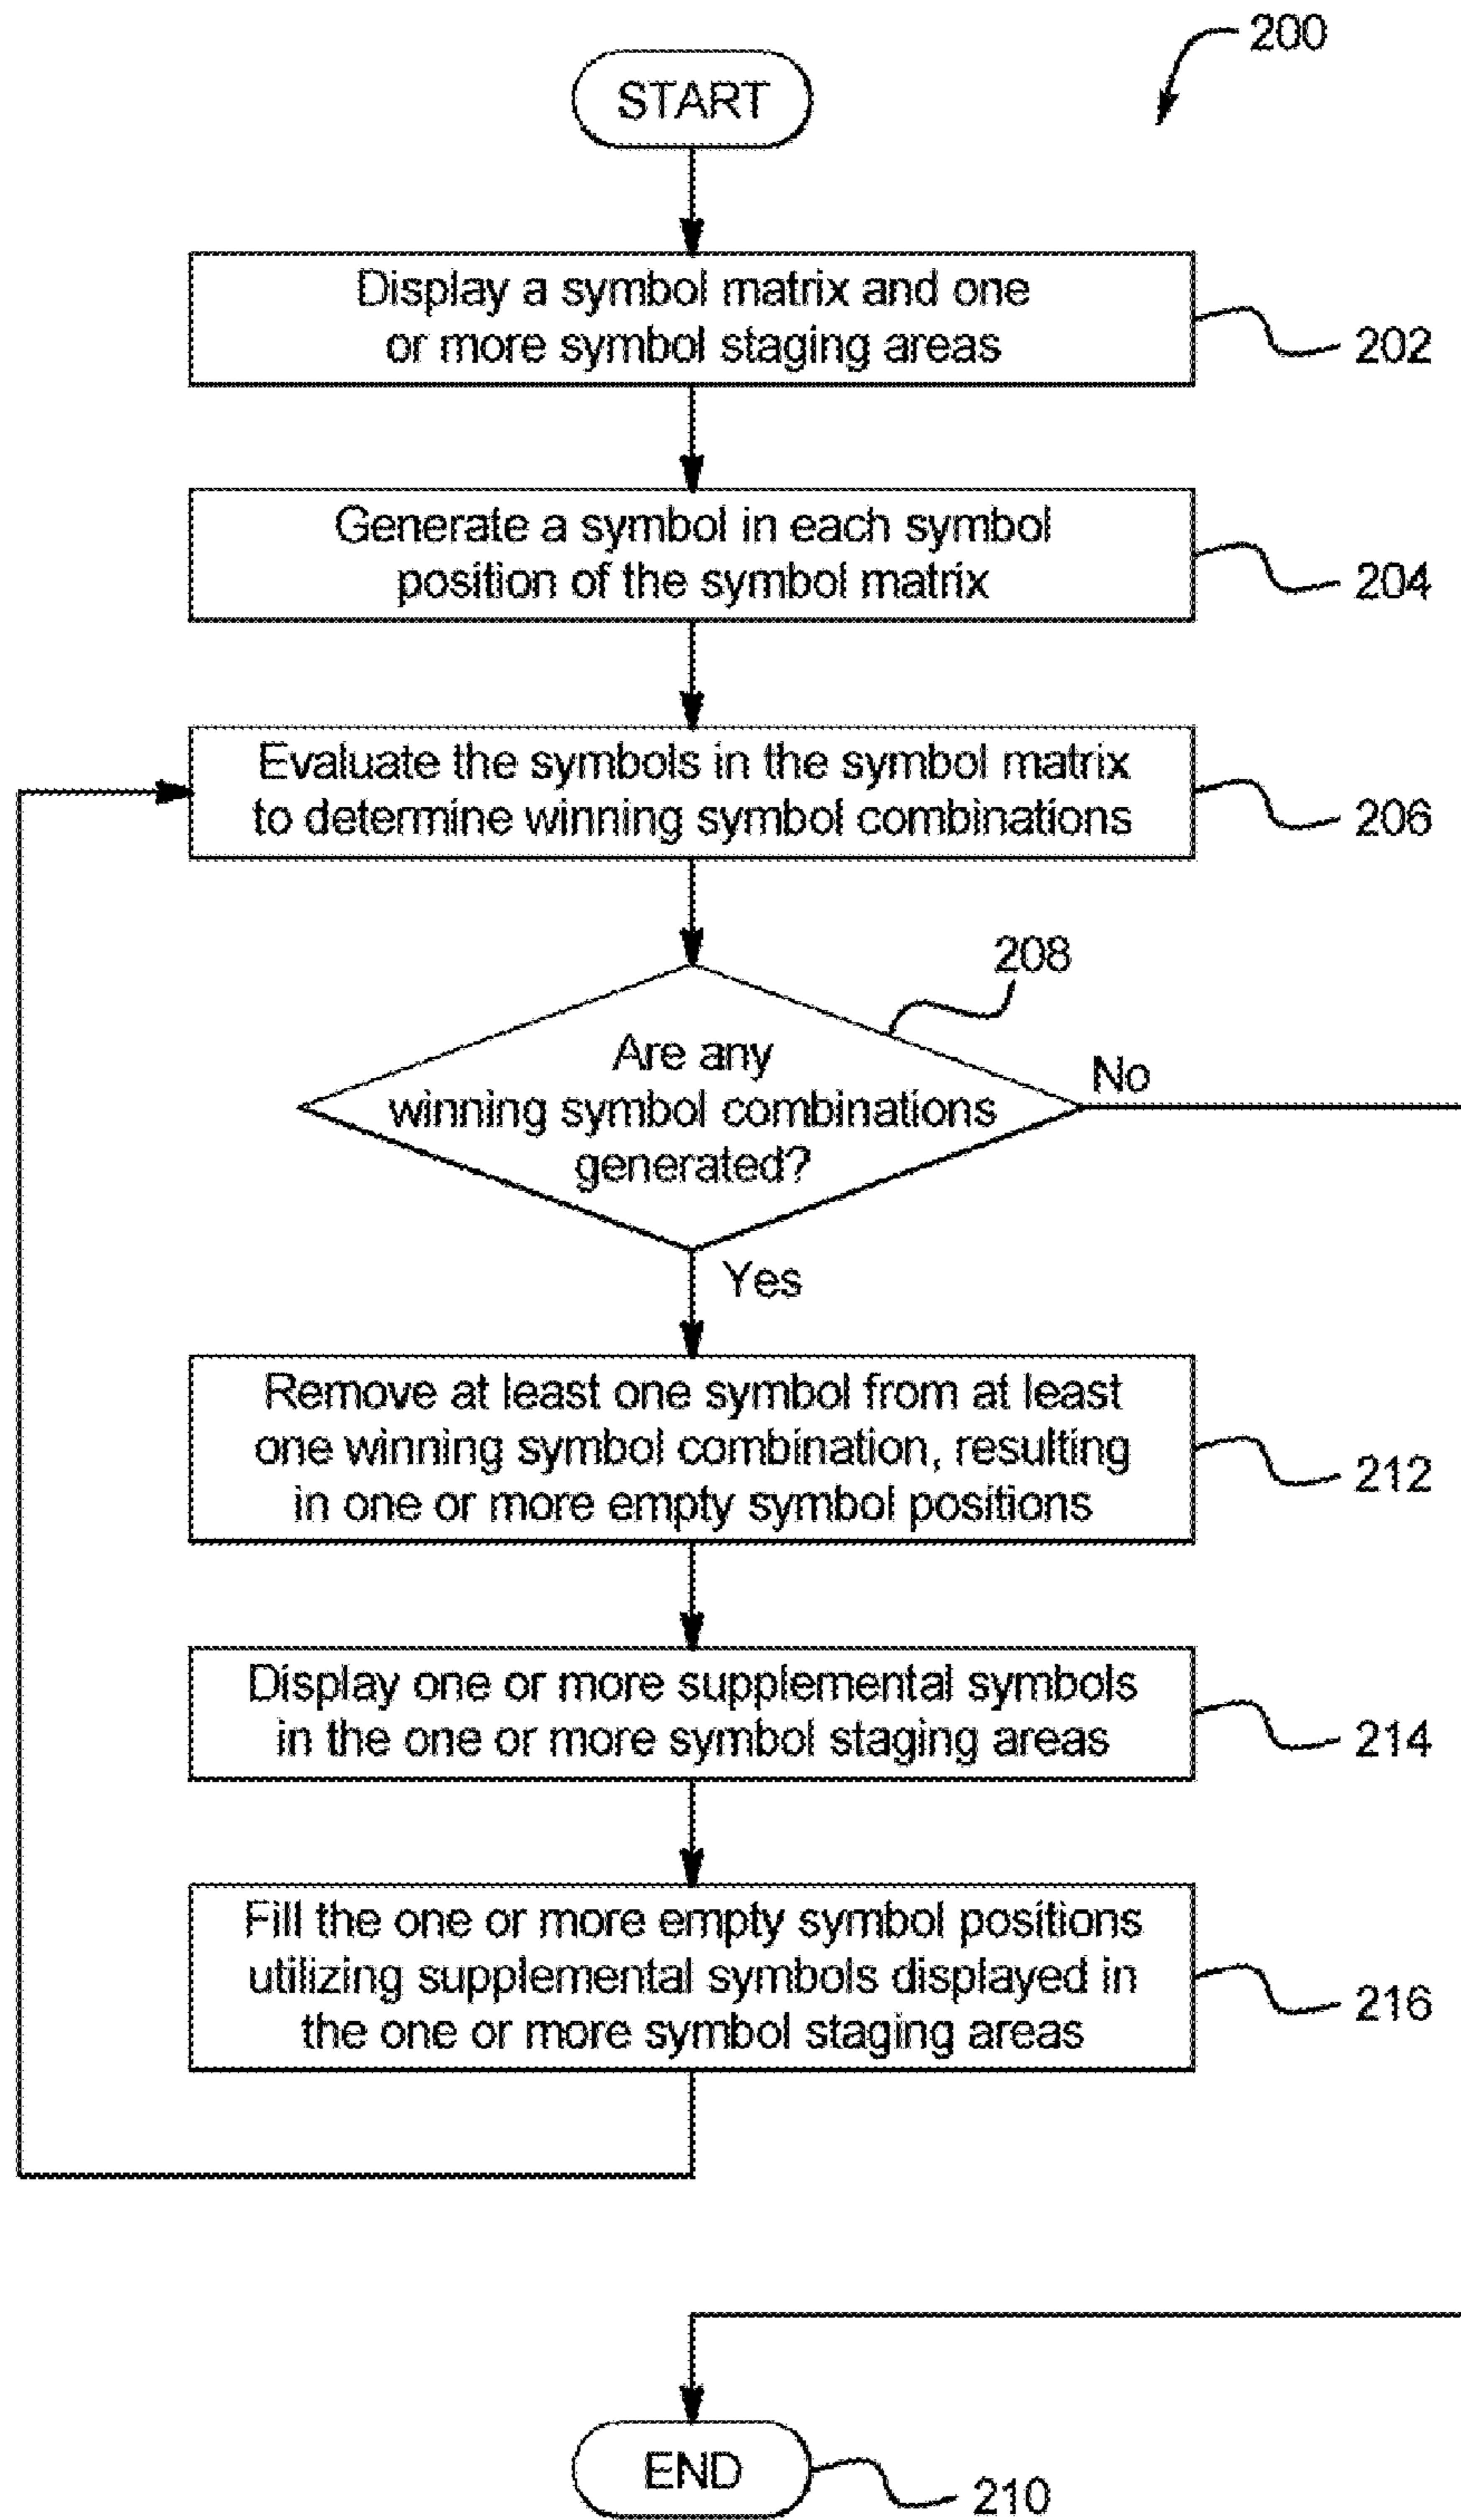 200
START
Display a symbol matrix and one
or more symbol staging areas
202
Generate a symbol in each symbol
position of the symbol matrix
204
Evaluate the symbols in the symbol matrix
to determine winning symbol combinations
206
208
Are any
winning symbol combinations
generated?
No
Yes
Remove at least one symbol from at least
one winning symbol combination, resulting
in one or more empty symbol positions
212
Display one or more supplemental symbols
in the one or more symbol staging areas
214
Fill the one or more empty symbol positions
utilizing supplemental symbols displayed in
the one or more symbol staging areas
216
END
210